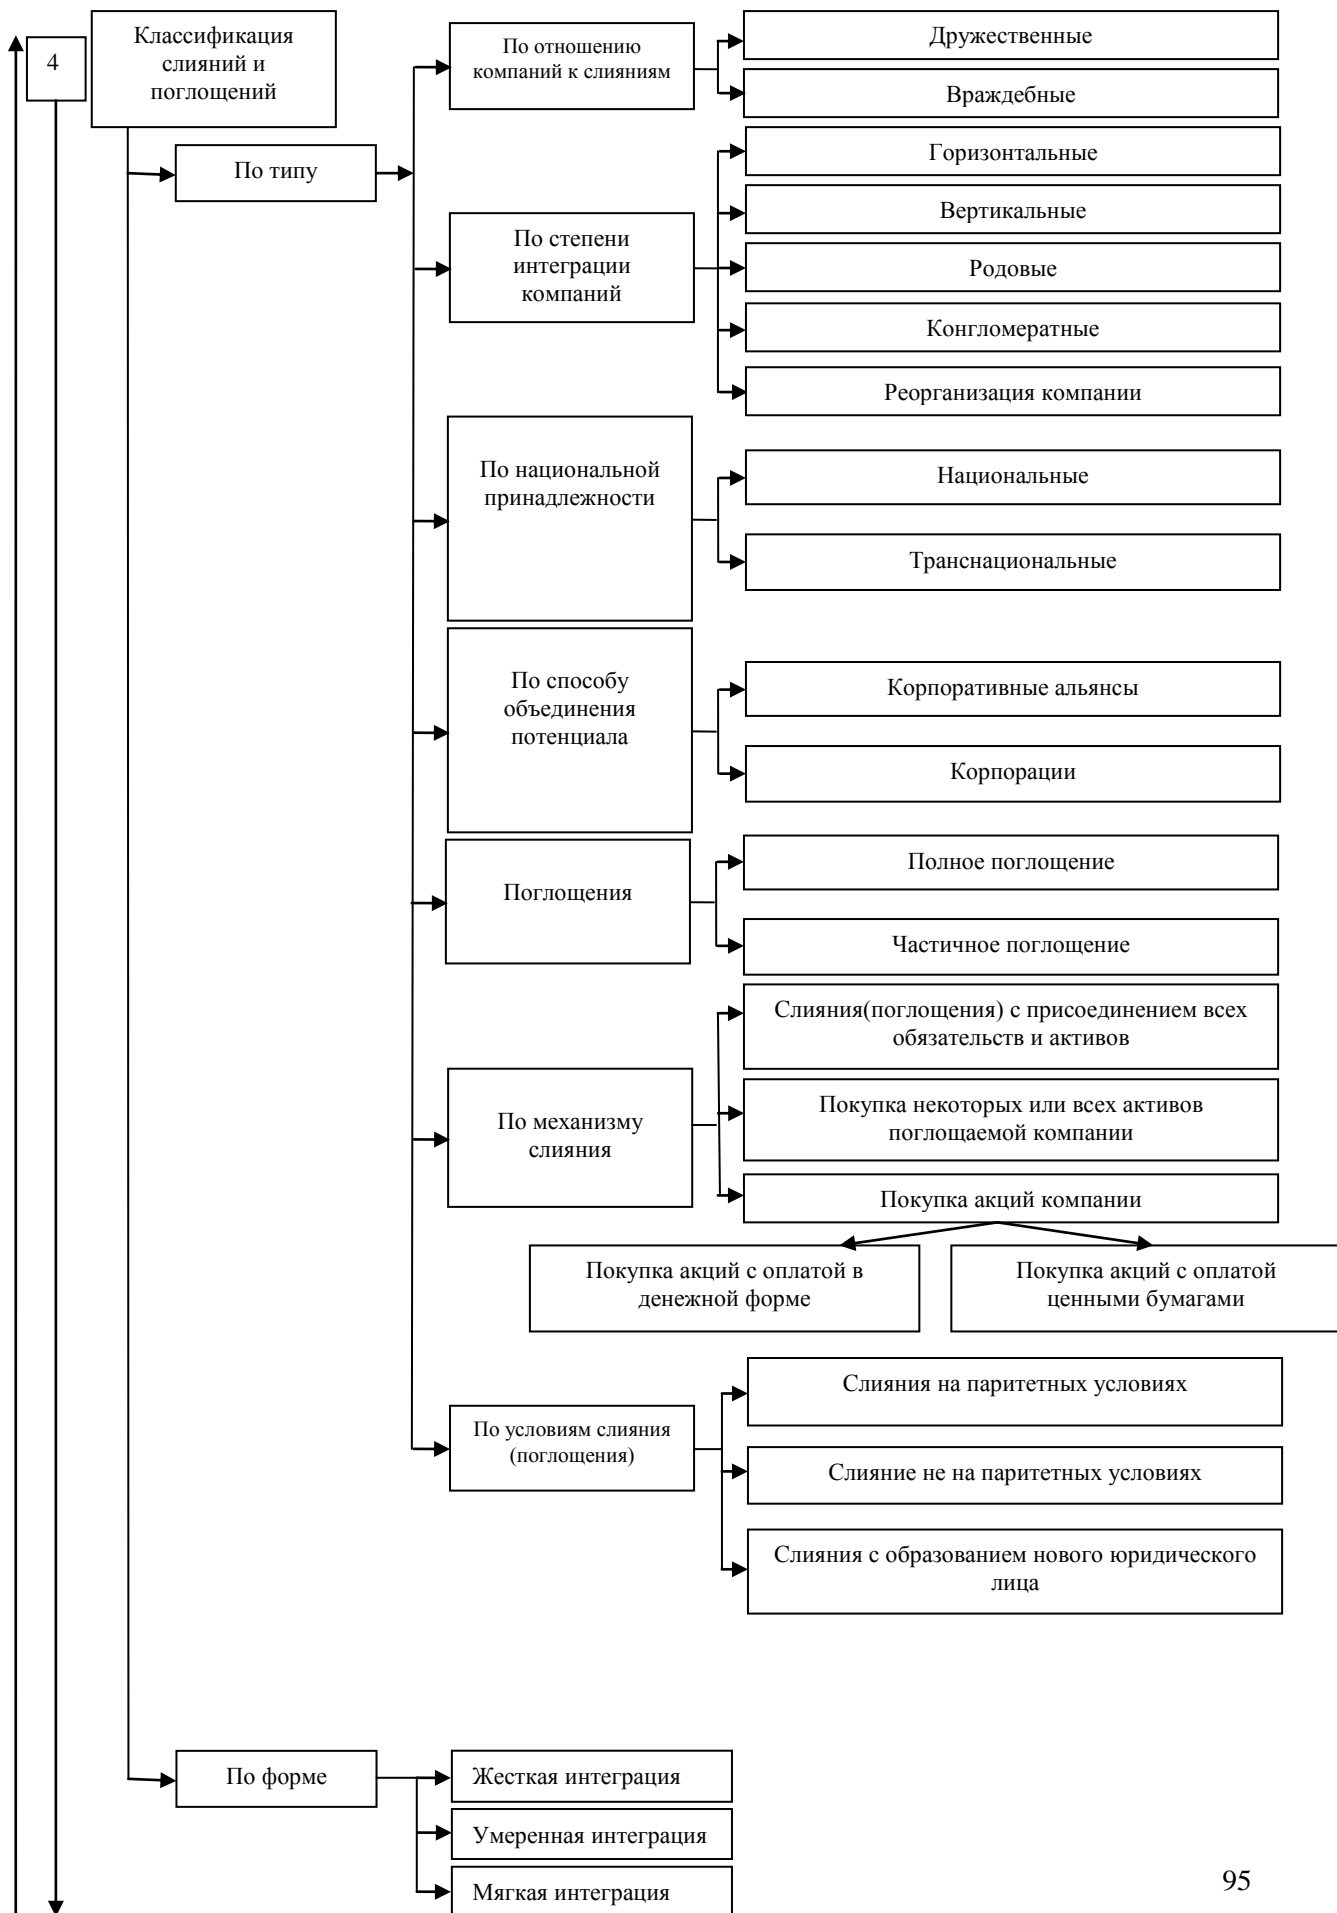 4
Классификация
слияний и
поглощений
По типу
По отношению
компаний к слияниям
Дружественные
Враждебные
По степени
интеграции
компаний
Горизонтальные
Вертикальные
Родовые
Конгломератные
Реорганизация компании
По национальной
принадлежности
Национальные
Транснациональные
По способу
объединения
потенциала
Корпоративные альянсы
Корпорации
Поглощения
Полное поглощение
Частичное поглощение
По механизму
слияния
Слияния(поглощения) с присоединением всех
обязательств и активов
Покупка некоторых или всех активов
поглощаемой компании
Покупка акций компании
Покупка акций с оплатой в
денежной форме
Покупка акций с оплатой
ценными бумагами
По условиям слияния
(поглощения)
Слияния на паритетных условиях
Слияние не на паритетных условиях
Слияния с образованием нового юридического
лица
По форме
Жесткая интеграция
Умеренная интеграция
Мягкая интеграция
95